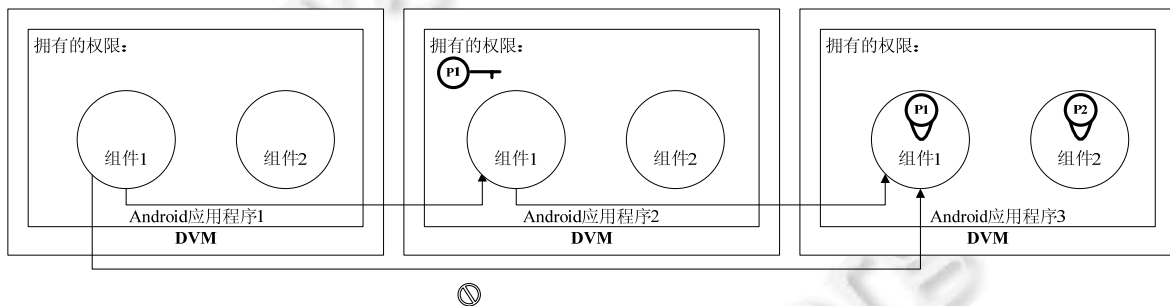 拥有的权限：
组件1
组件2
Android应用程序1
DVM
拥有的权限：
P1
组件1
组件2
Android应用程序2
DVM
拥有的权限：
P1
组件1
P2
组件2
Android应用程序3
DVM